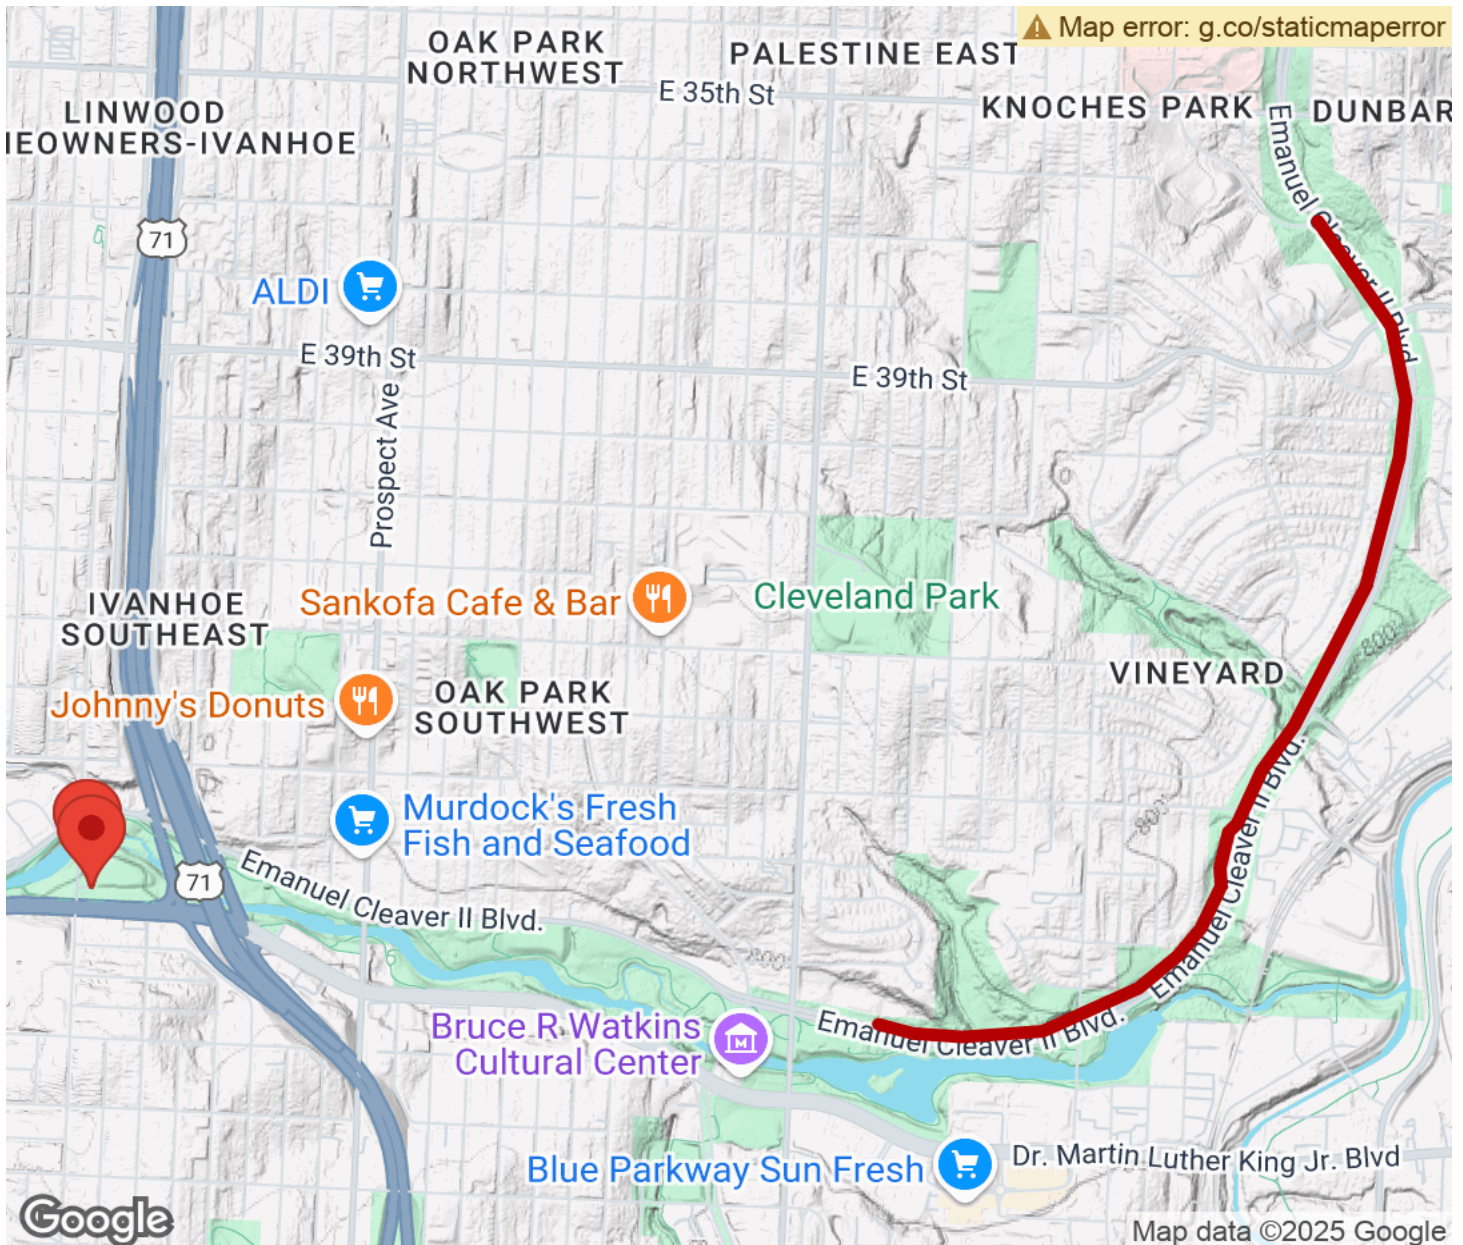 Map error: g.co/staticmaperror
OAK PARK
NORTHWEST
PALESTINE EAST
E 35th St
KNOCHES PARK
DUNBAR
LINWOOD
IEOWNERS-IVANHOE
Emanuel Cleaver II Blvd
71
ALDI
E 39th St
E 39th St
Prospect Ave
Sankofa Cafe & Bar
Cleveland Park
IVANHOE
SOUTHEAST
800'
VINEYARD
Johnny's Donuts
OAK PARK
SOUTHWEST
Murdock's Fresh
Fish and Seafood
800'
71
Emanuel Cleaver II Blvd.
Emanuel Cleaver II Blvd.
800'
Bruce R Watkins
Cultural Center
Emanuel Cleaver II Blvd.
Blue Parkway Sun Fresh
Dr. Martin Luther King Jr. Blvd
Google
Map data ©2025 Google